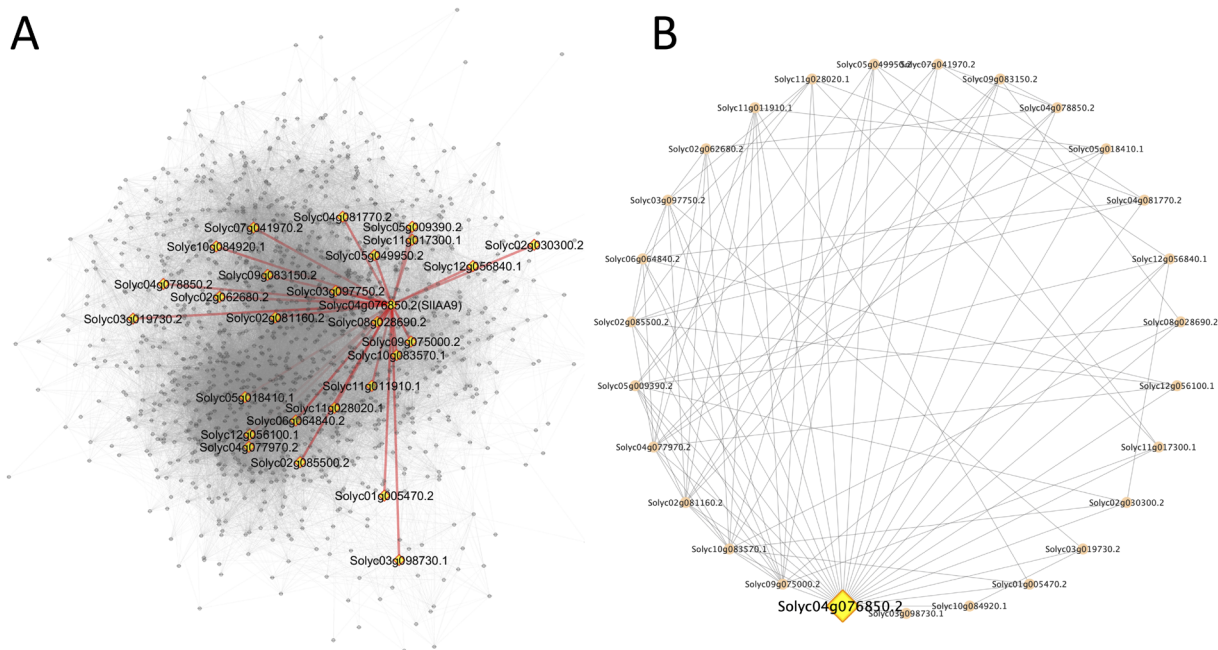 A
Solyc04g081770.2
Solyc07g041970.2
Solyc05g009390.2
Solyc11g017300.1
Solyc10g084920.1
Solyc02g030300.2
Solyc05g049950.2
Solyc12g056840.1
Solyc09g083150.2
Solyc04g078850.2
Solyc03g097750.2
Solyc02g062680.2
Solyc04g076850.2(SlIAA9)
Solyc03g019730.2
Solyc02g081160.2
Solyc08g028690.2
Solyc09g075000.2
Solyc10g083570.1
Solyc11g011910.1
Solyc05g018410.1
Solyc11g028020.1
Solyc06g064840.2
Solyc12g056100.1
Solyc04g077970.2
Solyc02g085500.2
Solyc01g005470.2
Solyc03g098730.1
B
Solyc05g049950.2
Solyc07g041970.2
Solyc11g028020.1
Solyc09g083150.2
Solyc11g011910.1
Solyc04g078850.2
Solyc02g062680.2
Solyc05g018410.1
Solyc03g097750.2
Solyc04g081770.2
Solyc06g064840.2
Solyc12g056840.1
Solyc02g085500.2
Solyc08g028690.2
Solyc05g009390.2
Solyc12g056100.1
Solyc04g077970.2
Solyc11g017300.1
Solyc02g081160.2
Solyc02g030300.2
Solyc10g083570.1
Solyc03g019730.2
Solyc09g075000.2
Solyc01g005470.2
Solyc04g076850.2
Solyc10g084920.1
Solyc03g098730.1